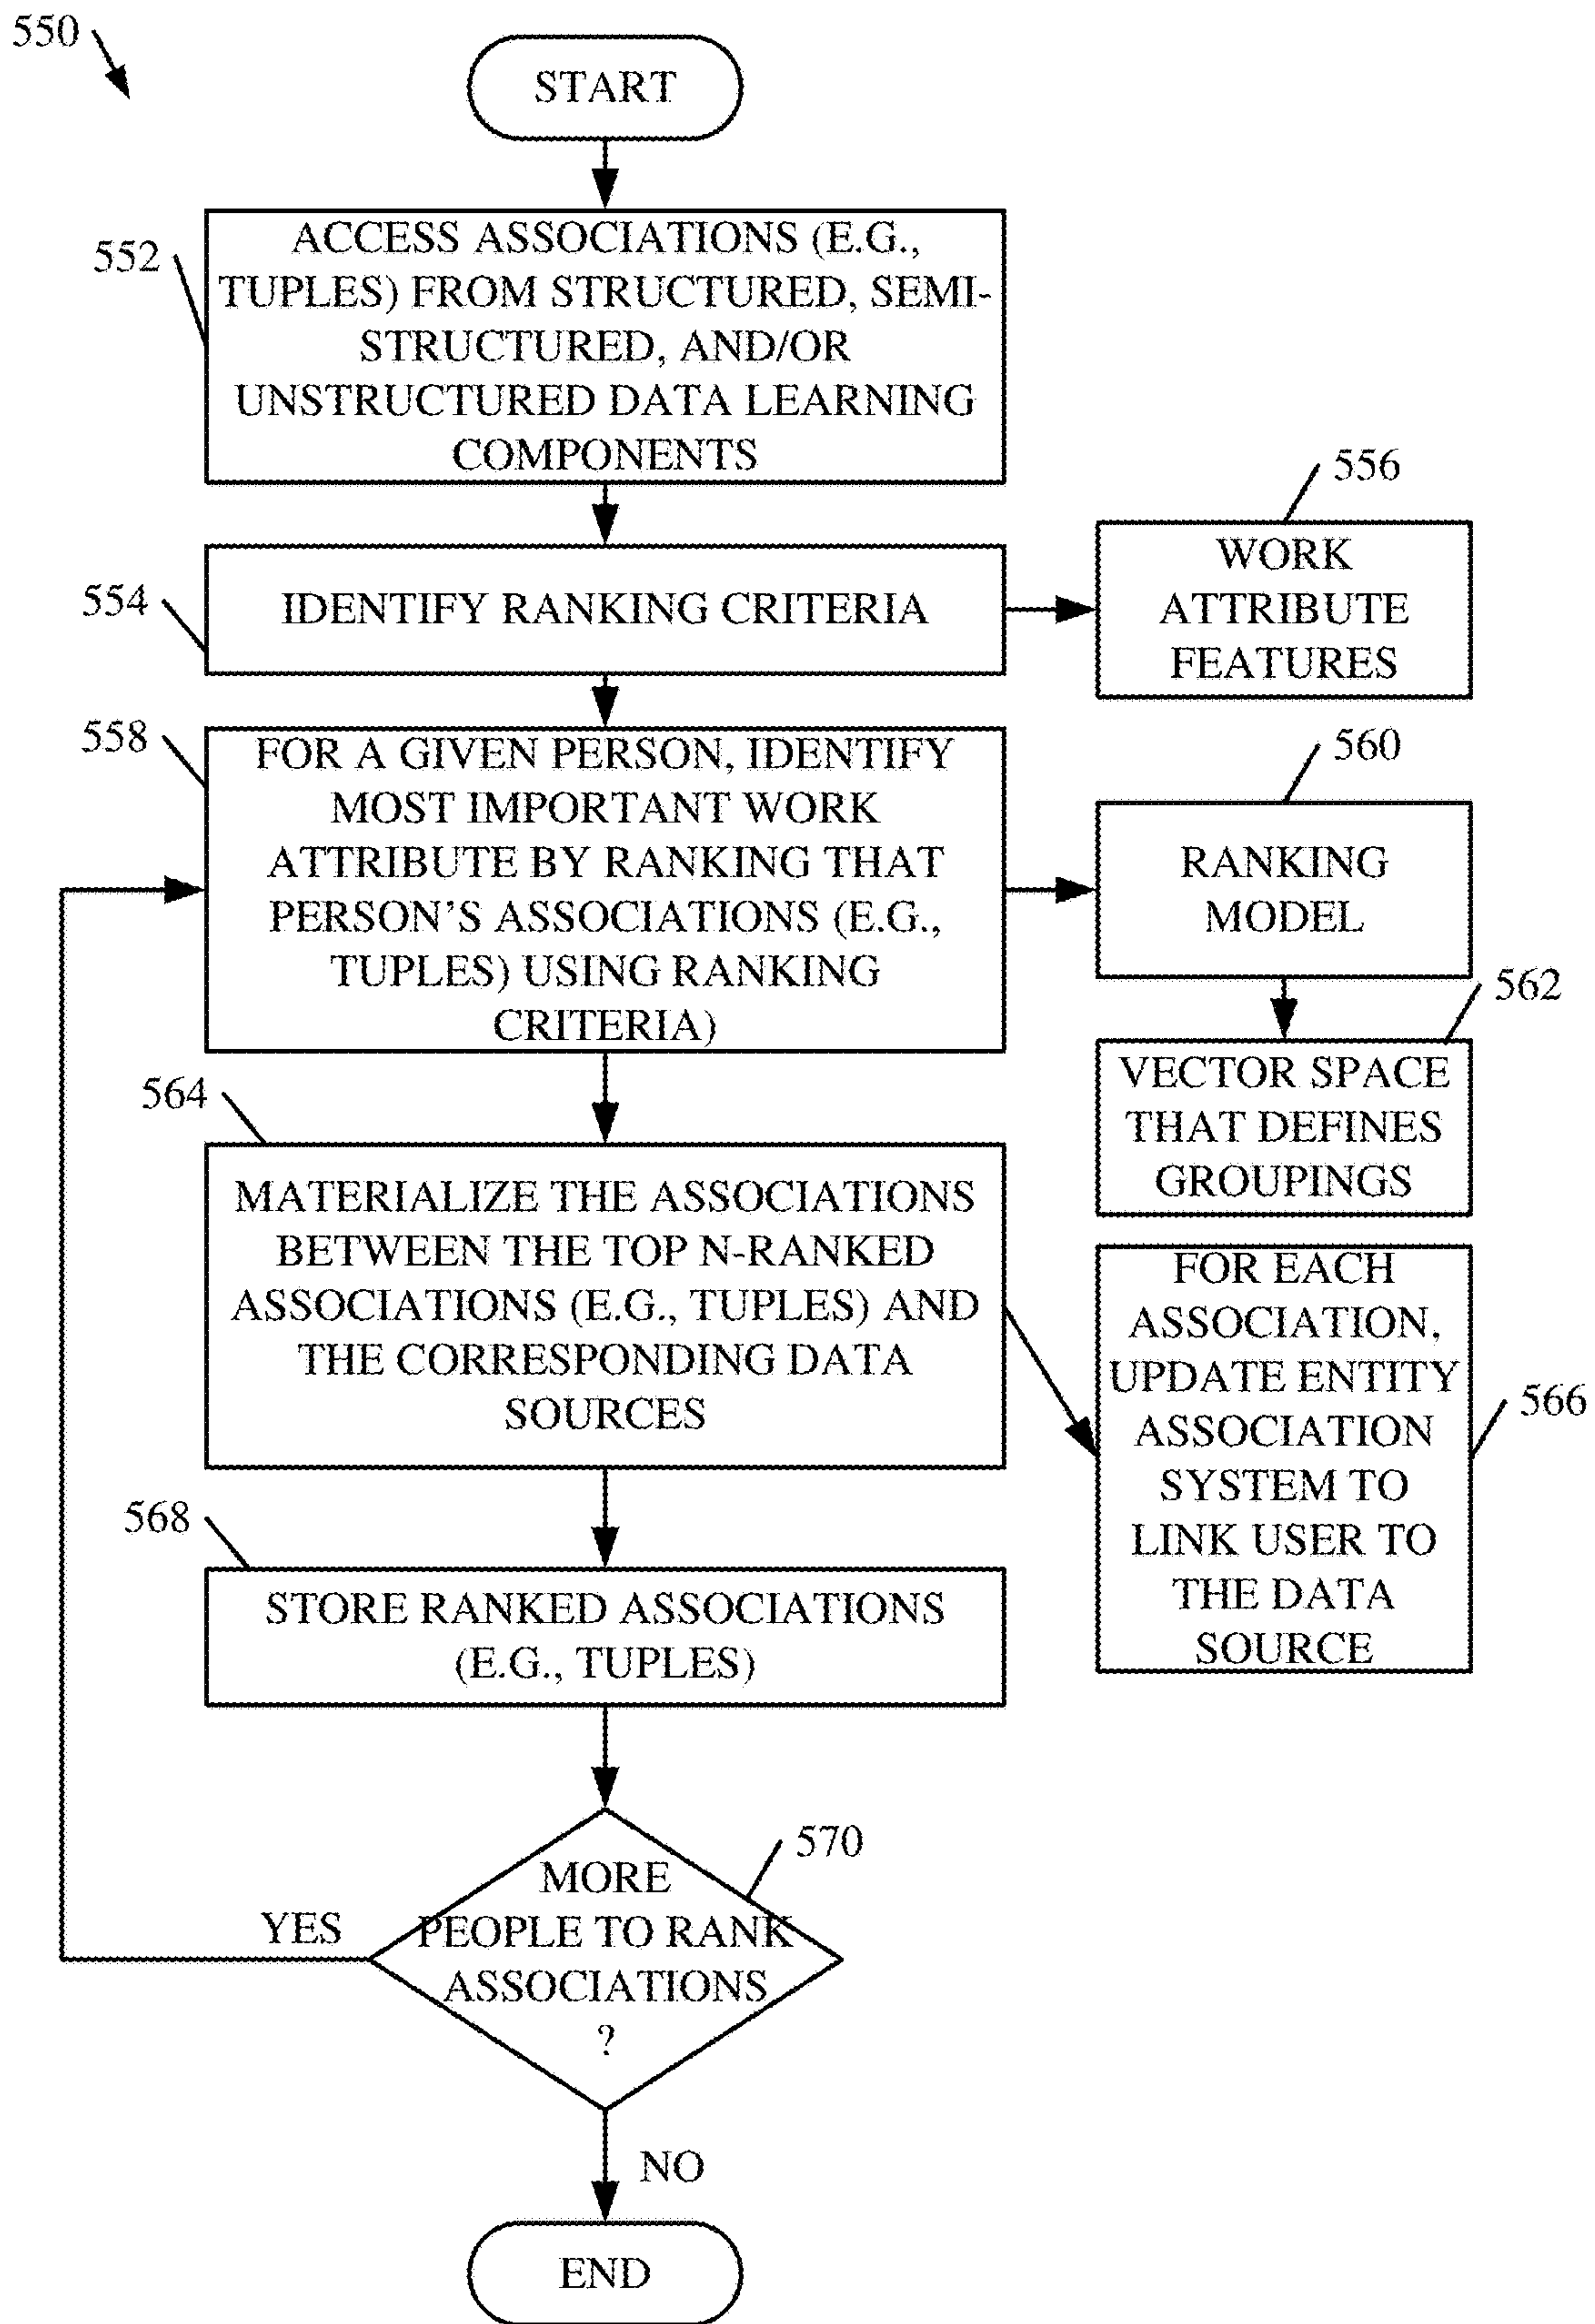 550
START
552
ACCESS ASSOCIATIONS (E.G.,
TUPLES) FROM STRUCTURED, SEMI-
STRUCTURED, AND/OR
UNSTRUCTURED DATA LEARNING
COMPONENTS
554
IDENTIFY RANKING CRITERIA
556
WORK
ATTRIBUTE
FEATURES
558
FOR A GIVEN PERSON, IDENTIFY
MOST IMPORTANT WORK
ATTRIBUTE BY RANKING THAT
PERSON'S ASSOCIATIONS (E.G.,
TUPLES) USING RANKING
CRITERIA)
560
RANKING
MODEL
562
VECTOR SPACE
THAT DEFINES
GROUPINGS
564
MATERIALIZE THE ASSOCIATIONS
BETWEEN THE TOP N-RANKED
ASSOCIATIONS (E.G., TUPLES) AND
THE CORRESPONDING DATA
SOURCES
FOR EACH
ASSOCIATION,
UPDATE ENTITY
ASSOCIATION
SYSTEM TO
LINK USER TO
THE DATA
SOURCE
566
568
STORE RANKED ASSOCIATIONS
(E.G., TUPLES)
570
MORE
PEOPLE TO RANK
ASSOCIATIONS
?
YES
NO
END